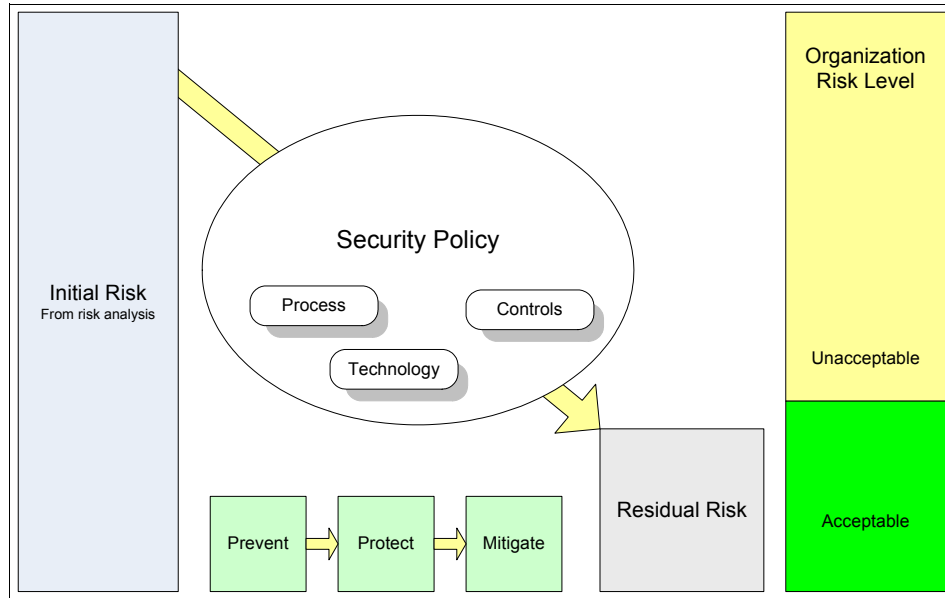 Initial Risk
From risk analysis
Security Policy
Process
Controls
Technology
Prevent
Protect
Mitigate
Residual Risk
Organization
Risk Level
Unacceptable
Acceptable